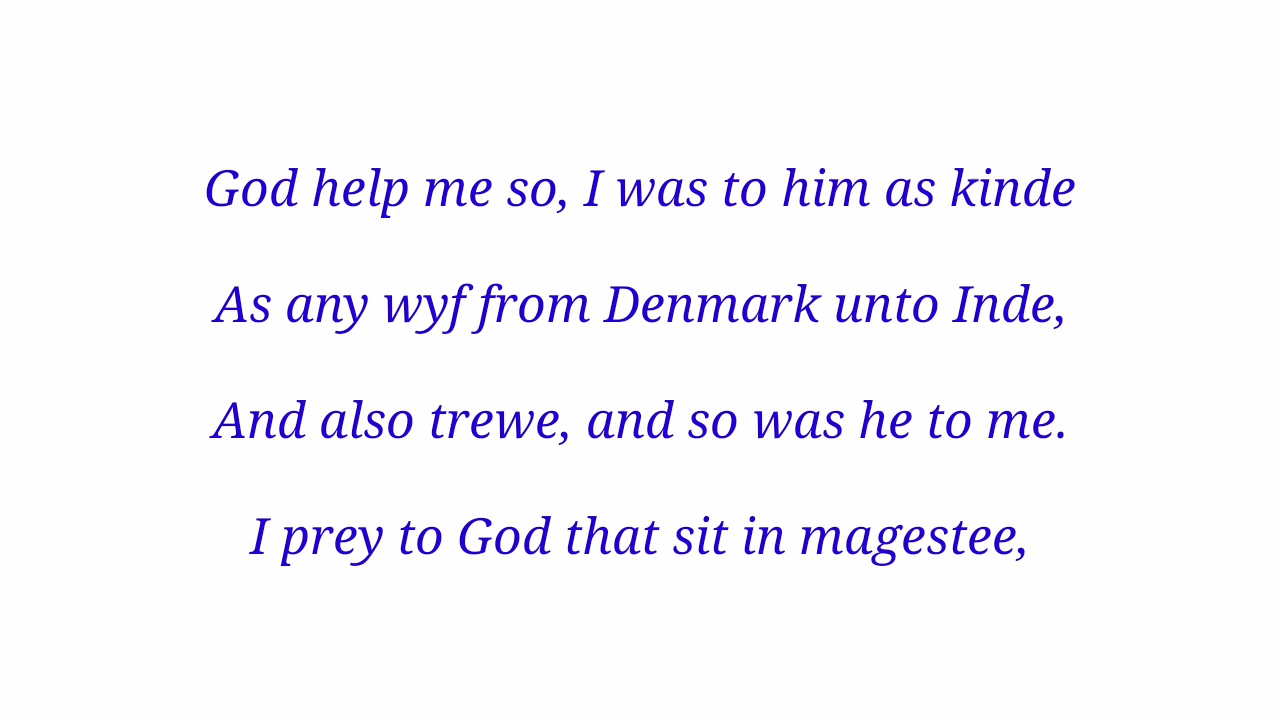 God help me so, I was to him as kinde
As any wyf from Denmark unto Inde,
And also trewe, and so was he to me.
I prey to God that sit in magestee,